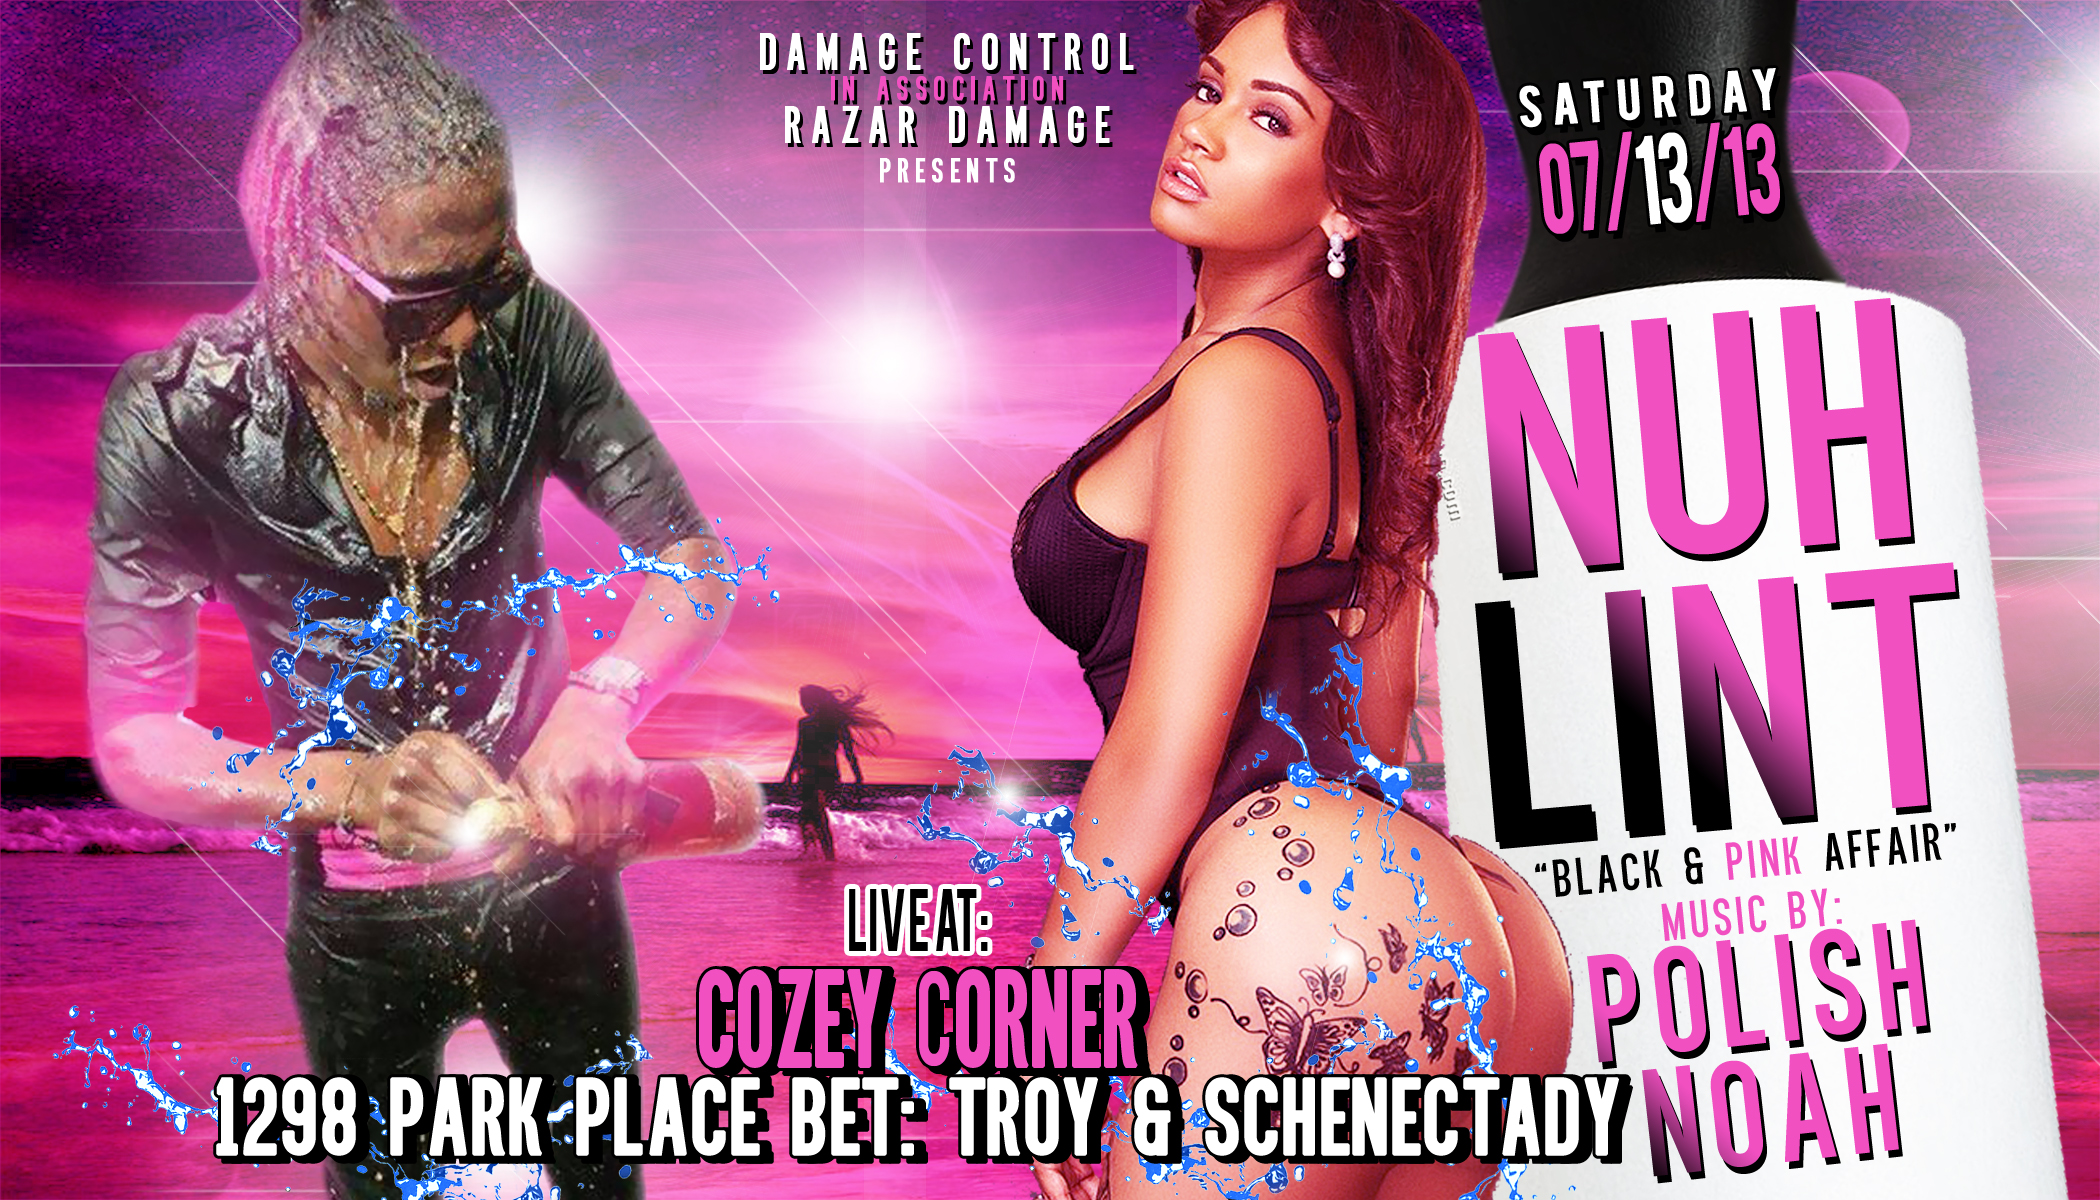 DAMAGE CONTROL
IN ASSOCIATION
RAZAR DAMAGE
PRESENTS
SATURDAY
07/13/13
NUH
LINT
“BLACK & PINK AFFAIR”
MUSIC BY:
POLISH
NOAH
LIVE AT:
COZEY CORNER
1298 PARK PLACE BET: TROY & SCHENECTADY
.com